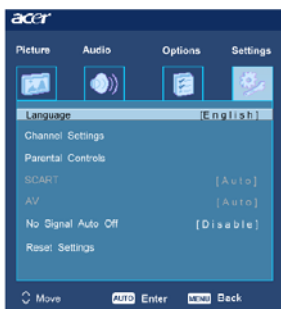 acer
Picture Audio Options Settings
Language [English]
Channel Settings
Parental Controls
SCART [Auto]
AV [Auto]
No Signal Auto Off [Disable]
Reset Settings
Move AUTO Enter MENU Back